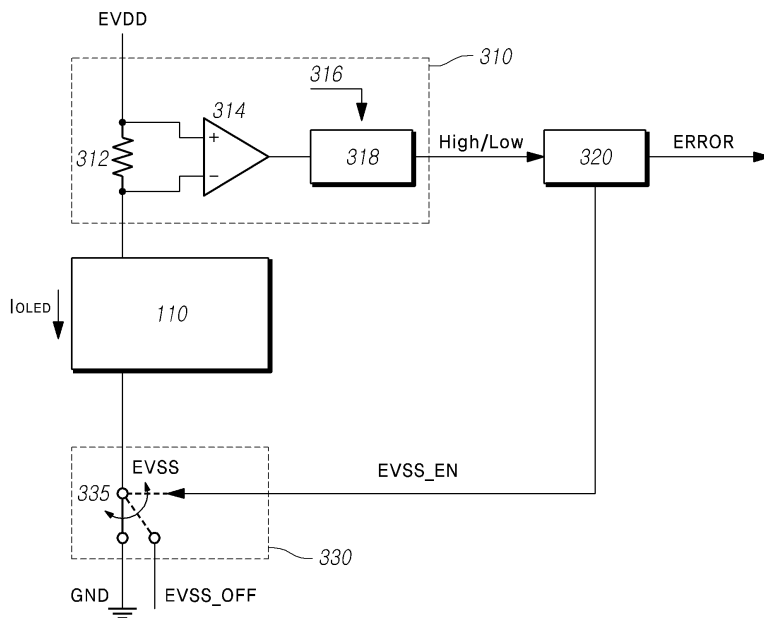 EVDD
310
316
314
312
318
High/Low
320
ERROR
IOLED
110
EVSS
EVSS_EN
335
330
GND
EVSS_OFF